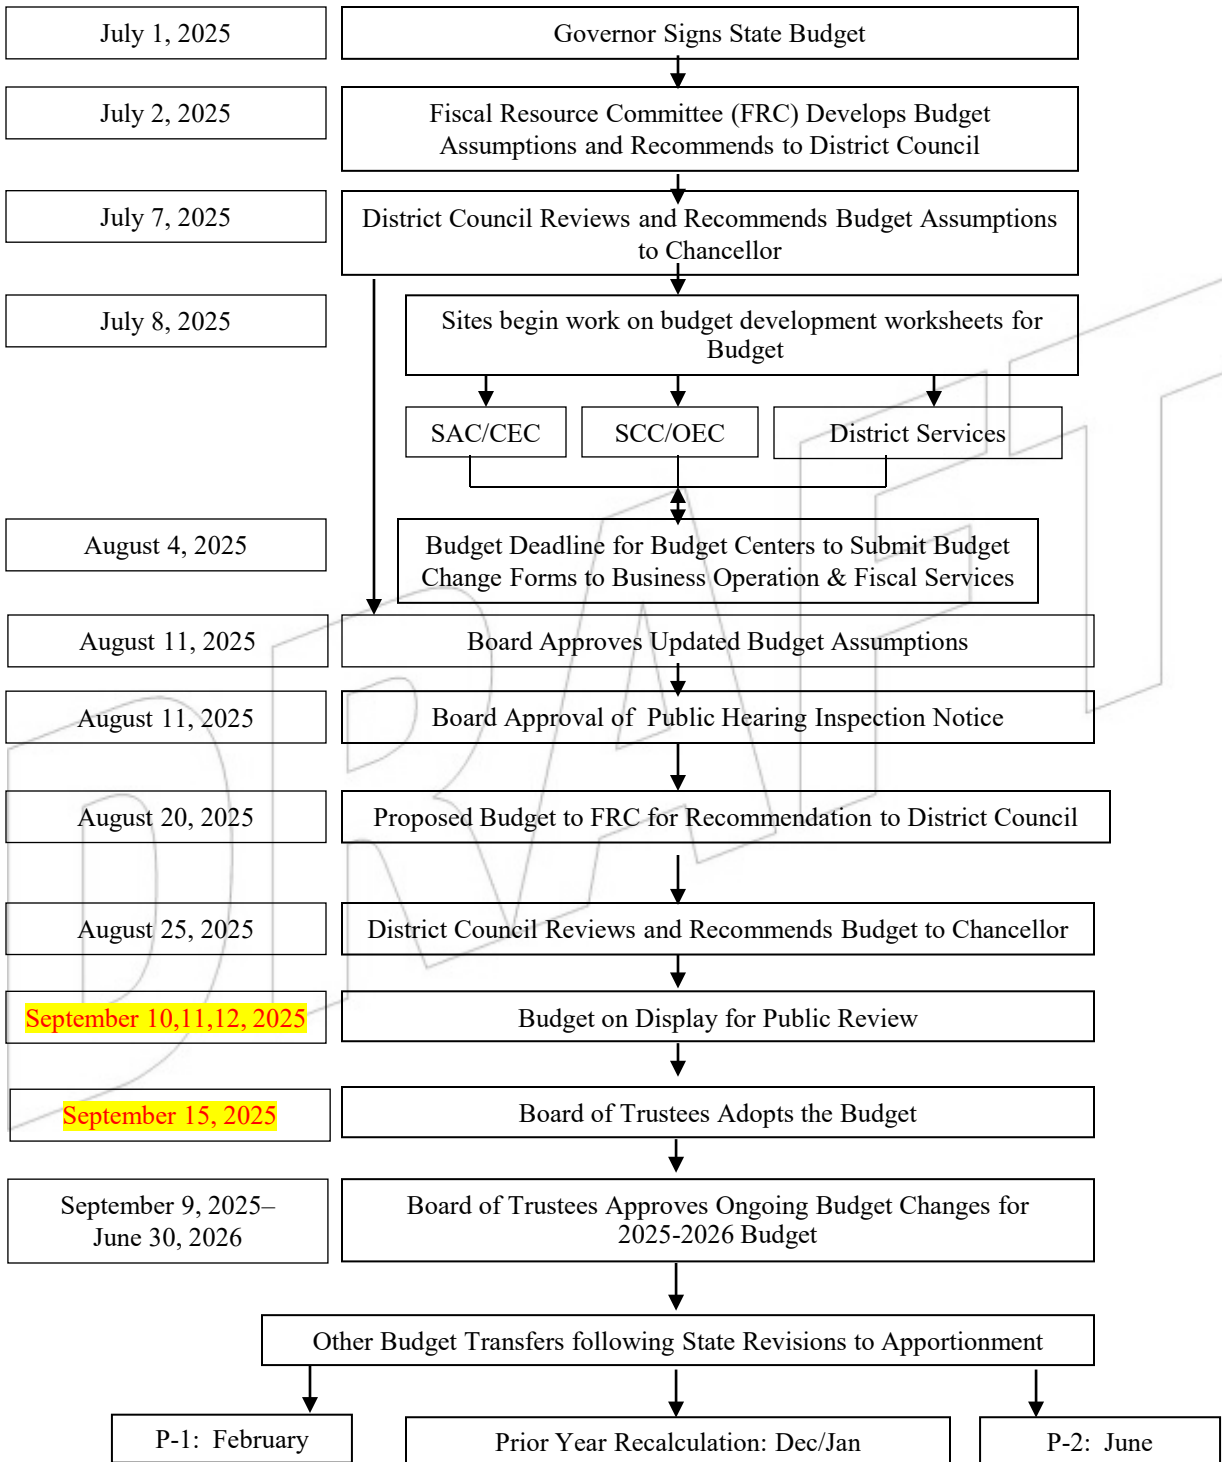 July 1, 2025
Governor Signs State Budget
July 2, 2025
Fiscal Resource Committee (FRC) Develops Budget
Assumptions and Recommends to District Council
July 7, 2025
District Council Reviews and Recommends Budget Assumptions
to Chancellor
July 8, 2025
Sites begin work on budget development worksheets for
Budget
SAC/CEC
SCC/OEC
District Services
August 4, 2025
Budget Deadline for Budget Centers to Submit Budget
Change Forms to Business Operation & Fiscal Services
August 11, 2025
Board Approves Updated Budget Assumptions
August 11, 2025
Board Approval of Public Hearing Inspection Notice
August 20, 2025
Proposed Budget to FRC for Recommendation to District Council
August 25, 2025
District Council Reviews and Recommends Budget to Chancellor
September 10,11,12, 2025
Budget on Display for Public Review
September 15, 2025
Board of Trustees Adopts the Budget
September 9, 2025–
June 30, 2026
Board of Trustees Approves Ongoing Budget Changes for
2025-2026 Budget
Other Budget Transfers following State Revisions to Apportionment
P-1: February
Prior Year Recalculation: Dec/Jan
P-2: June
DRAFT